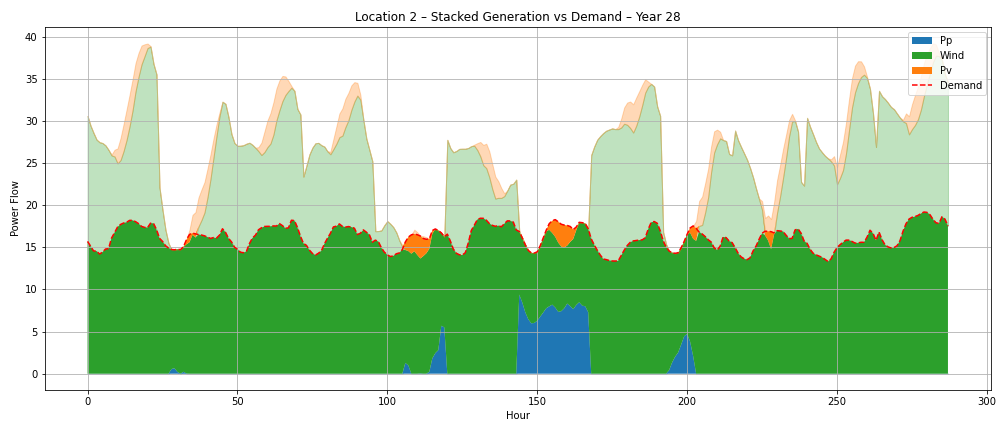 Location 2 – Stacked Generation vs Demand – Year 28
Pp
Wind
Pv
Demand
Power Flow
40
35
30
25
20
15
10
5
0
0 50 100 150 200 250 300
Hour